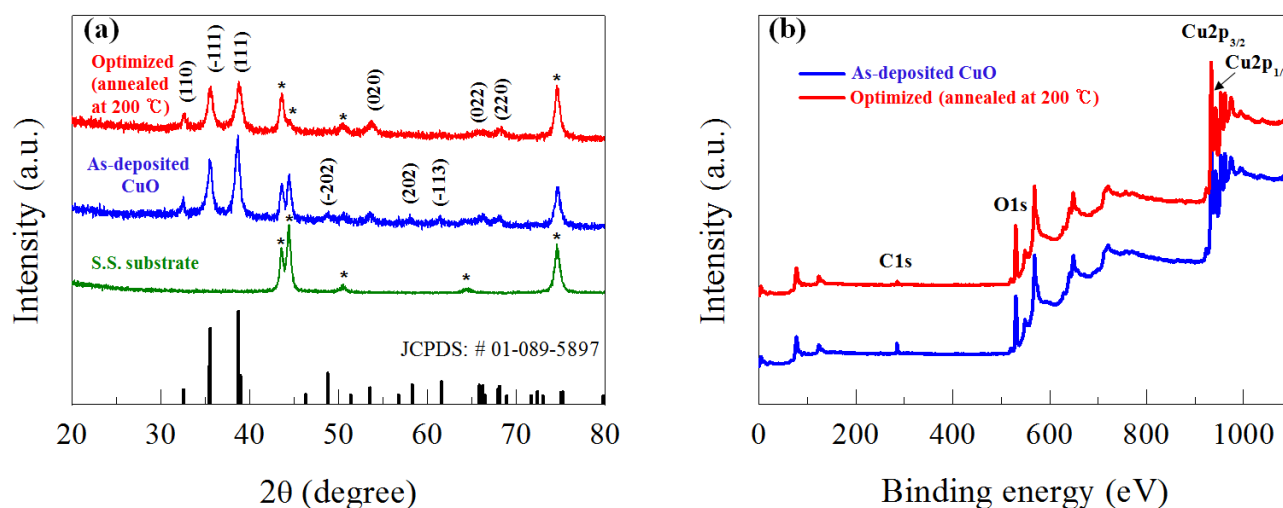 (a)
Optimized
(annealed
at 200 ℃)
(110)
(-111)
(111)
*
*
*
(020)
(022)
(220)
*
As-deposited
CuO
(-202)
(202)
(-113)
S.S. substrate
*
*
*
*
*
JCPDS: # 01-089-5897
20 30 40 50 60 70 80
2θ (degree)
Intensity (a.u.)
(b)
As-deposited CuO
Optimized (annealed at 200 ℃)
Cu2p3/2
Cu2p1/
O1s
C1s
0 200 400 600 800 1000
Binding energy (eV)
Intensity (a.u.)